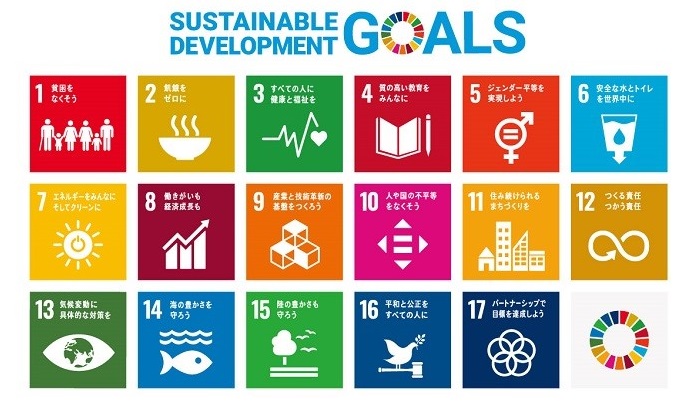 SUSTAINABLE
DEVELOPMENT
GOALS
1 貧困を
なくそう
2 飢餓を
ゼロに
3 すべての人に
健康と福祉を
4 質の高い教育を
みんなに
5 ジェンダー平等を
実現しよう
6 安全な水とトイレ
を世界中に
7 エネルギーをみんなに
そしてクリーンに
8 働きがいも
経済成長も
9 産業と技術革新の
基盤をつくろう
10 人や国の不平等
をなくそう
11 住み続けられる
まちづくりを
12 つくる責任
つかう責任
13 気候変動に
具体的な対策を
14 海の豊かさを
守ろう
15 陸の豊かさも
守ろう
16 平和と公正を
すべての人に
17 パートナーシップで
目標を達成しよう